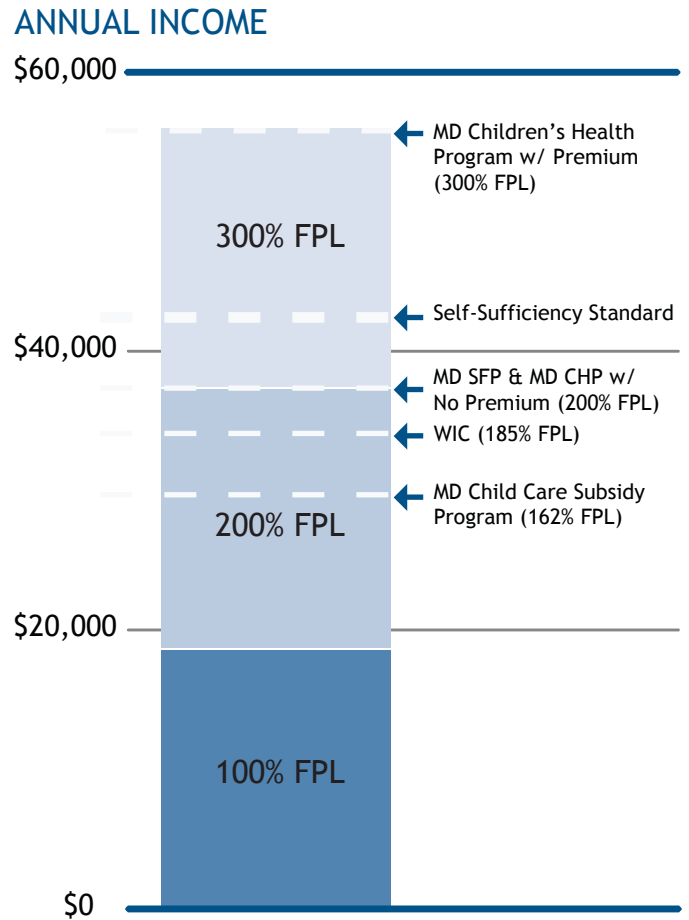 ANNUAL INCOME
$60,000
MD Children’s Health
Program w/ Premium
(300% FPL)
300% FPL
Self-Sufficiency Standard
$40,000
MD SFP & MD CHP w/
No Premium (200% FPL)
WIC (185% FPL)
MD Child Care Subsidy
Program (162% FPL)
200% FPL
$20,000
100% FPL
$0